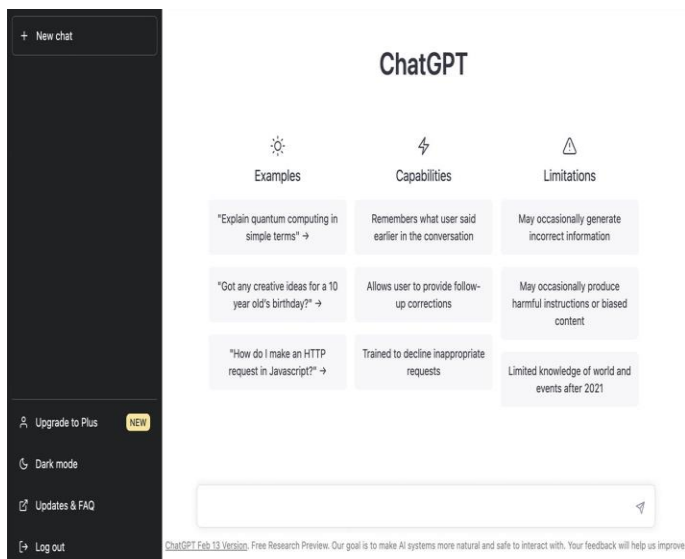 + New chat
Upgrade to Plus NEW
Dark mode
Updates & FAQ
Log out
ChatGPT
Examples
"Explain quantum computing in
simple terms" →
"Got any creative ideas for a 10
year old's birthday?" →
"How do I make an HTTP
request in Javascript?" →
Capabilities
Remembers what user said
earlier in the conversation
Allows user to provide follow-
up corrections
Trained to decline inappropriate
requests
Limitations
May occasionally generate
incorrect information
May occasionally produce
harmful instructions or biased
content
Limited knowledge of world and
events after 2021
ChatGPT Feb 13 Version. Free Research Preview. Our goal is to make AI systems more natural and safe to interact with. Your feedback will help us improve